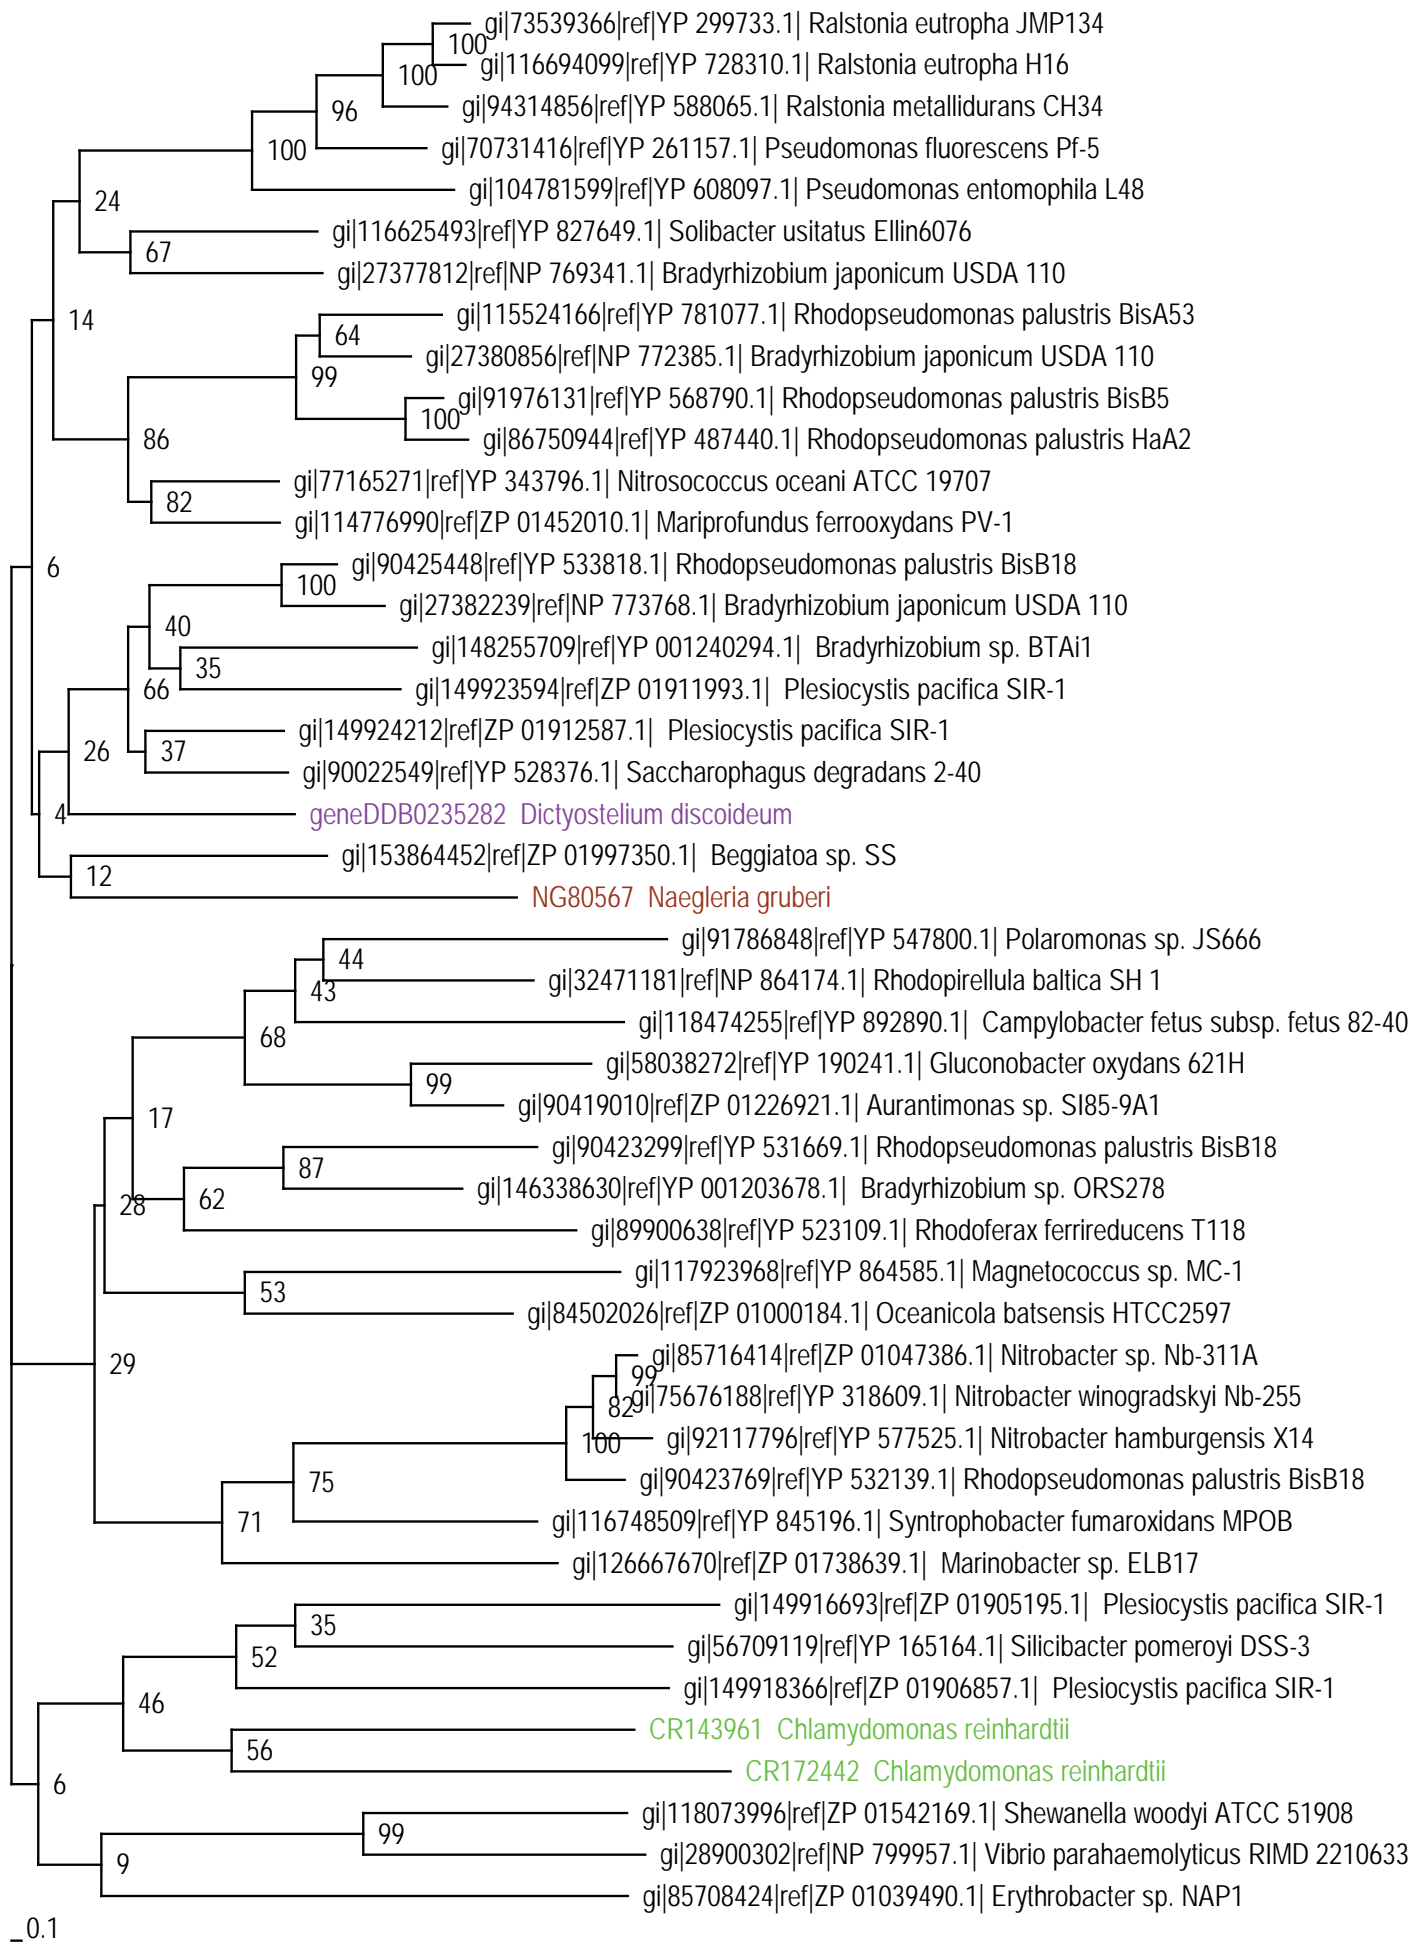 gi|73539366|ref|YP 299733.1| Ralstonia eutropha JMP134
100
gi|116694099|ref|YP 728310.1| Ralstonia eutropha H16
100
gi|94314856|ref|YP 588065.1| Ralstonia metallidurans CH34
96
gi|70731416|ref|YP 261157.1| Pseudomonas fluorescens Pf-5
100
gi|104781599|ref|YP 608097.1| Pseudomonas entomophila L48
24
gi|116625493|ref|YP 827649.1| Solibacter usitatus Ellin6076
67
gi|27377812|ref|NP 769341.1| Bradyrhizobium japonicum USDA 110
14
gi|115524166|ref|YP 781077.1| Rhodopseudomonas palustris BisA53
64
gi|27380856|ref|NP 772385.1| Bradyrhizobium japonicum USDA 110
99
gi|91976131|ref|YP 568790.1| Rhodopseudomonas palustris BisB5
100
gi|86750944|ref|YP 487440.1| Rhodopseudomonas palustris HaA2
86
gi|77165271|ref|YP 343796.1| Nitrosococcus oceani ATCC 19707
82
gi|114776990|ref|ZP 01452010.1| Mariprofundus ferrooxydans PV-1
6
gi|90425448|ref|YP 533818.1| Rhodopseudomonas palustris BisB18
100
gi|27382239|ref|NP 773768.1| Bradyrhizobium japonicum USDA 110
40
gi|148255709|ref|YP 001240294.1| Bradyrhizobium sp. BTAi1
35
66
gi|149923594|ref|ZP 01911993.1| Plesiocystis pacifica SIR-1
gi|149924212|ref|ZP 01912587.1| Plesiocystis pacifica SIR-1
26
37
gi|90022549|ref|YP 528376.1| Saccharophagus degradans 2-40
4
geneDDB0235282 Dictyostelium discoideum
gi|153864452|ref|ZP 01997350.1| Beggiatoa sp. SS
12
NG80567 Naegleria gruberi
gi|91786848|ref|YP 547800.1| Polaromonas sp. JS666
44
gi|32471181|ref|NP 864174.1| Rhodopirellula baltica SH 1
43
gi|118474255|ref|YP 892890.1| Campylobacter fetus subsp. fetus 82-40
68
gi|58038272|ref|YP 190241.1| Gluconobacter oxydans 621H
99
gi|90419010|ref|ZP 01226921.1| Aurantimonas sp. SI85-9A1
17
gi|90423299|ref|YP 531669.1| Rhodopseudomonas palustris BisB18
87
gi|146338630|ref|YP 001203678.1| Bradyrhizobium sp. ORS278
28
62
gi|89900638|ref|YP 523109.1| Rhodoferax ferrireducens T118
gi|117923968|ref|YP 864585.1| Magnetococcus sp. MC-1
53
gi|84502026|ref|ZP 01000184.1| Oceanicola batsensis HTCC2597
29
gi|85716414|ref|ZP 01047386.1| Nitrobacter sp. Nb-311A
99
gi|75676188|ref|YP 318609.1| Nitrobacter winogradskyi Nb-255
82
gi|92117796|ref|YP 577525.1| Nitrobacter hamburgensis X14
100
gi|90423769|ref|YP 532139.1| Rhodopseudomonas palustris BisB18
75
gi|116748509|ref|YP 845196.1| Syntrophobacter fumaroxidans MPOB
71
gi|126667670|ref|ZP 01738639.1| Marinobacter sp. ELB17
gi|149916693|ref|ZP 01905195.1| Plesiocystis pacifica SIR-1
35
gi|56709119|ref|YP 165164.1| Silicibacter pomeroyi DSS-3
52
gi|149918366|ref|ZP 01906857.1| Plesiocystis pacifica SIR-1
46
CR143961 Chlamydomonas reinhardtii
56
CR172442 Chlamydomonas reinhardtii
6
gi|118073996|ref|ZP 01542169.1| Shewanella woodyi ATCC 51908
99
gi|28900302|ref|NP 799957.1| Vibrio parahaemolyticus RIMD 2210633
9
gi|85708424|ref|ZP 01039490.1| Erythrobacter sp. NAP1
0.1